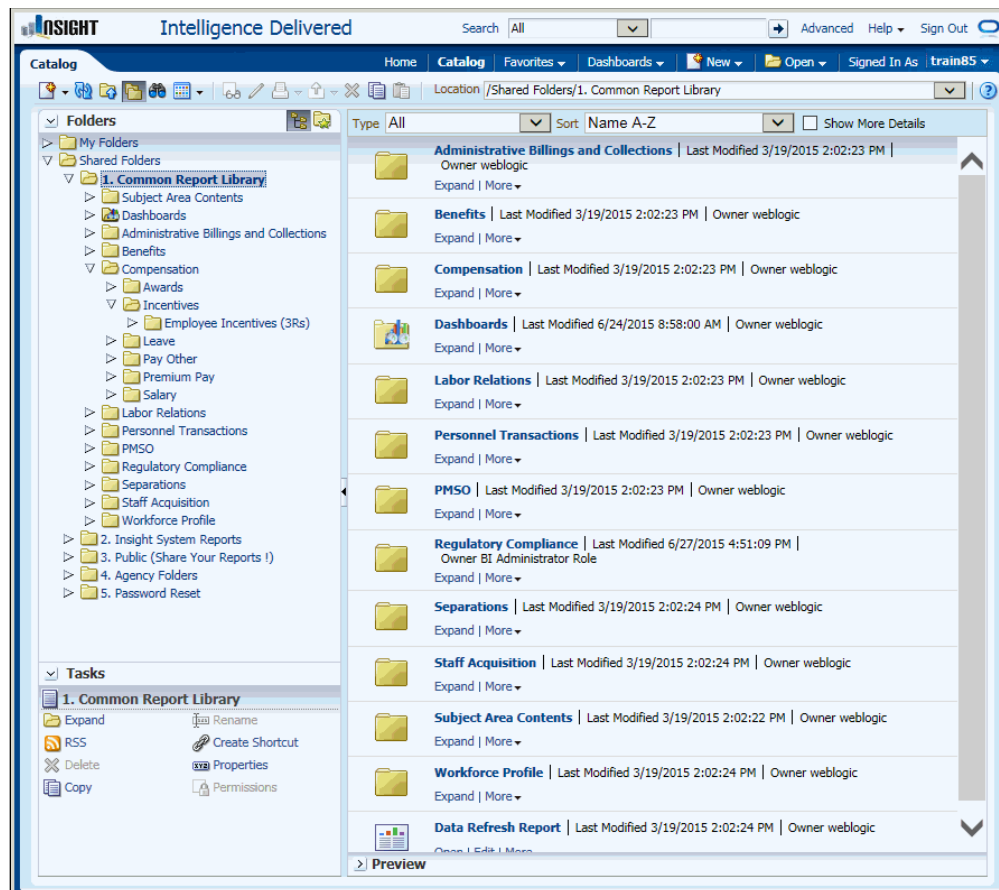 INSIGHT Intelligence Delivered Search All Advanced Help Sign Out
Catalog Home Catalog Favorites Dashboards New Open Signed In As train85
Location /Shared Folders/1. Common Report Library
Folders
My Folders
Shared Folders
1. Common Report Library
Subject Area Contents
Dashboards
Administrative Billings and Collections
Benefits
Compensation
Awards
Incentives
Employee Incentives (3Rs)
Leave
Pay Other
Premium Pay
Salary
Labor Relations
Personnel Transactions
PMSO
Regulatory Compliance
Separations
Staff Acquisition
Workforce Profile
2. Insight System Reports
3. Public (Share Your Reports !)
4. Agency Folders
5. Password Reset
Tasks
1. Common Report Library
Expand Rename
RSS Create Shortcut
Delete Properties
Copy Permissions
Type All Sort Name A-Z Show More Details
Administrative Billings and Collections | Last Modified 3/19/2015 2:02:23 PM |
Owner weblogic
Expand | More
Benefits | Last Modified 3/19/2015 2:02:23 PM | Owner weblogic
Expand | More
Compensation | Last Modified 3/19/2015 2:02:23 PM | Owner weblogic
Expand | More
Dashboards | Last Modified 6/24/2015 8:58:00 AM | Owner weblogic
Expand | More
Labor Relations | Last Modified 3/19/2015 2:02:23 PM | Owner weblogic
Expand | More
Personnel Transactions | Last Modified 3/19/2015 2:02:23 PM | Owner weblogic
Expand | More
PMSO | Last Modified 3/19/2015 2:02:23 PM | Owner weblogic
Expand | More
Regulatory Compliance | Last Modified 6/27/2015 4:51:09 PM |
Owner BI Administrator Role
Expand | More
Separations | Last Modified 3/19/2015 2:02:24 PM | Owner weblogic
Expand | More
Staff Acquisition | Last Modified 3/19/2015 2:02:24 PM | Owner weblogic
Expand | More
Subject Area Contents | Last Modified 3/19/2015 2:02:22 PM | Owner weblogic
Expand | More
Workforce Profile | Last Modified 3/19/2015 2:02:24 PM | Owner weblogic
Expand | More
Data Refresh Report | Last Modified 3/19/2015 2:02:24 PM | Owner weblogic
Open | Edit | More
Preview